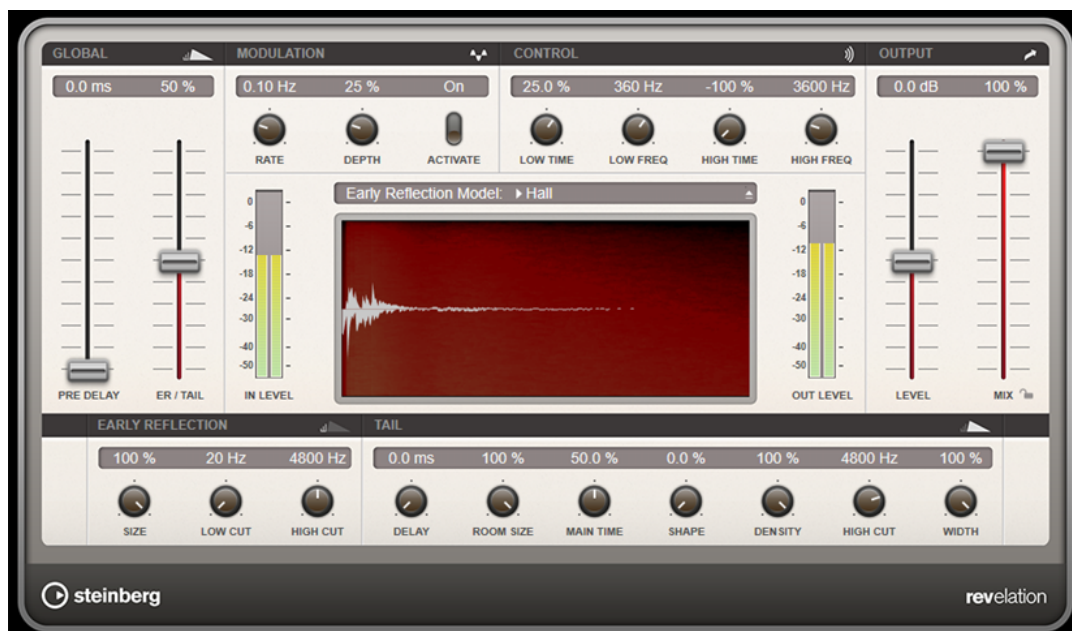 GLOBAL
MODULATION
CONTROL
OUTPUT
0.0 ms 50 %
0.10 Hz 25 % On
25.0 % 360 Hz -100 % 3600 Hz
0.0 dB 100 %
RATE DEPTH ACTIVATE
LOW TIME LOW FREQ HIGH TIME HIGH FREQ
Early Reflection Model: Hall
0
-6
-12
-18
-24
-30
-40
-50
0
-6
-12
-18
-24
-30
-40
-50
PRE DELAY ER / TAIL
IN LEVEL
OUT LEVEL
LEVEL MIX
EARLY REFLECTION
TAIL
100 % 20 Hz 4800 Hz
0.0 ms 100 % 50.0 % 0.0 % 100 % 4800 Hz 100 %
SIZE LOW CUT HIGH CUT
DELAY ROOM SIZE MAIN TIME SHAPE DENSITY HIGH CUT WIDTH
steinberg
revelation